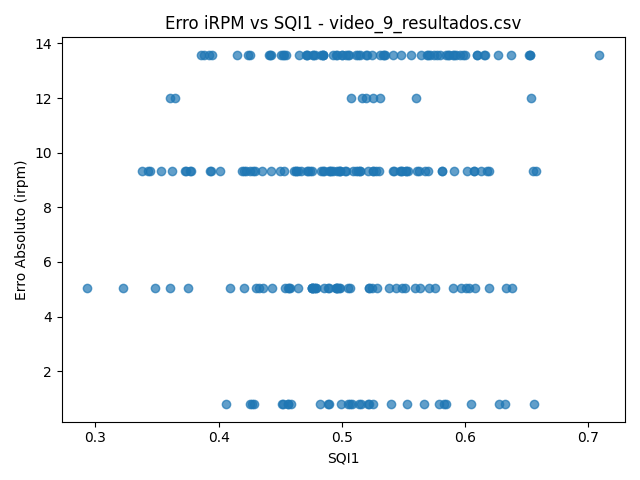 Erro iRPM vs SQI1 - video_9_resultados.csv
Erro Absoluto (irpm)
14
12
10
8
6
4
2
0.3 0.4 0.5 0.6 0.7
SQI1